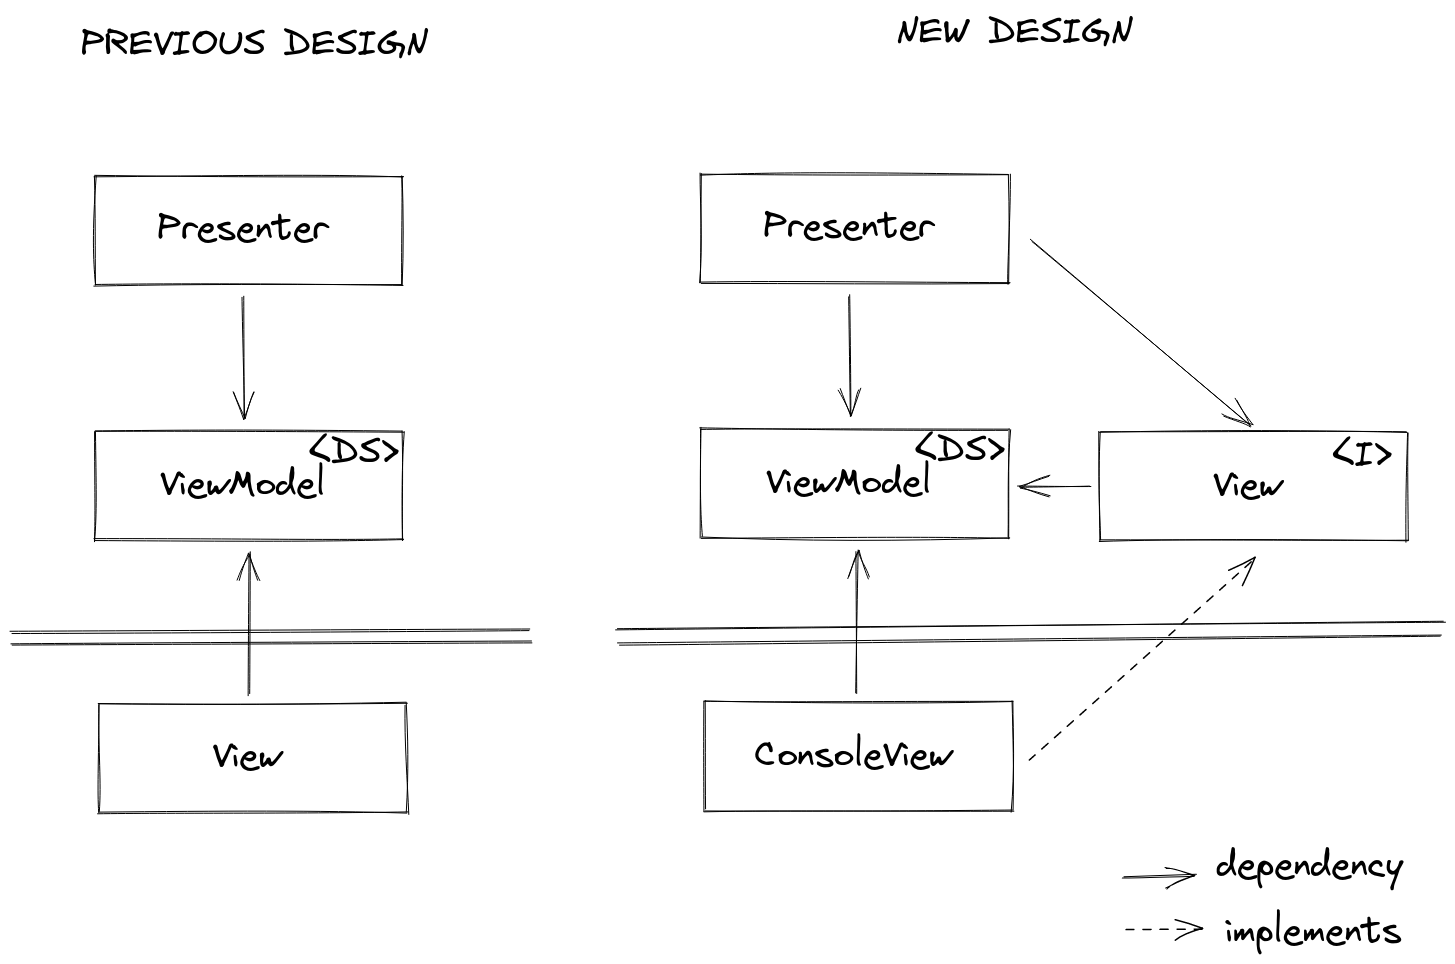 PREVIOUS DESIGN
Presenter
<DS>
ViewModel
View
NEW DESIGN
Presenter
<DS>
ViewModel
<I>
View
ConsoleView
dependency
implements